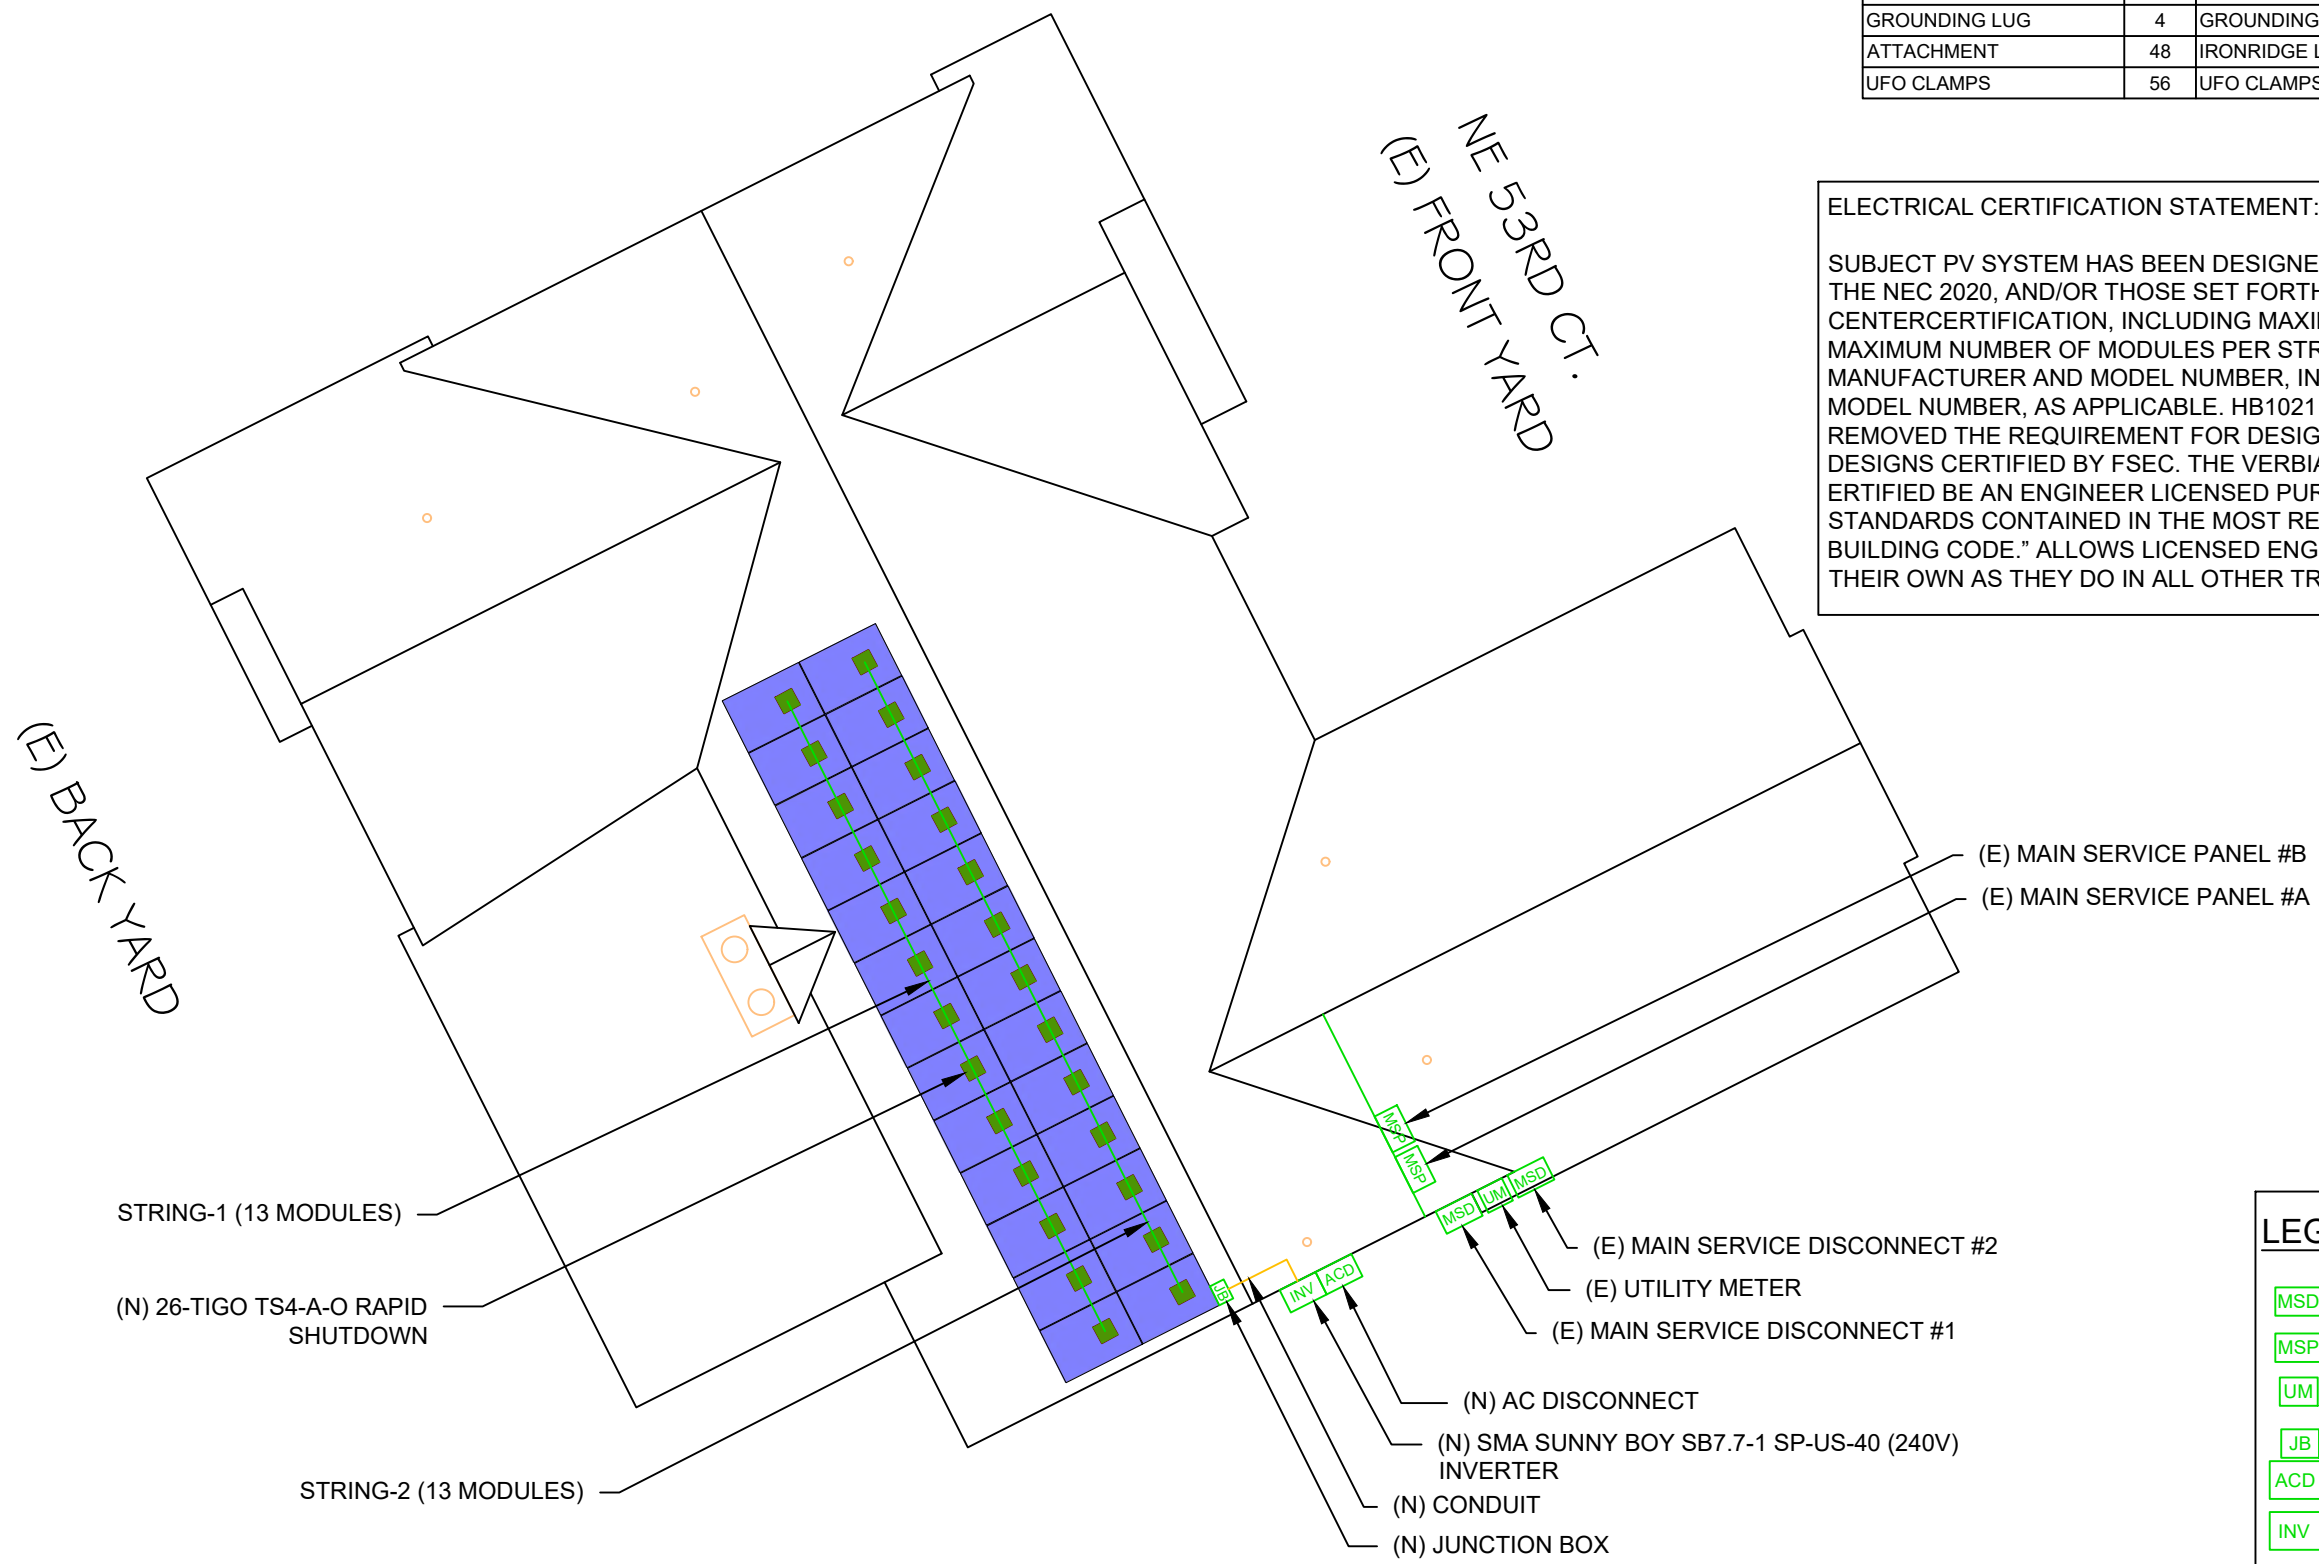 GROUNDING LUG 4 GROUNDING
ATTACHMENT 48 IRONRIDGE L
UFO CLAMPS 56 UFO CLAMPS
NE 53RD CT.
(E) FRONT YARD
ELECTRICAL CERTIFICATION STATEMENT:
SUBJECT PV SYSTEM HAS BEEN DESIGNE
THE NEC 2020, AND/OR THOSE SET FORTH
CENTERCERTIFICATION, INCLUDING MAXI
MAXIMUM NUMBER OF MODULES PER STR
MANUFACTURER AND MODEL NUMBER, IN
MODEL NUMBER, AS APPLICABLE. HB1021
REMOVED THE REQUIREMENT FOR DESIG
DESIGNS CERTIFIED BY FSEC. THE VERBIA
ERTIFIED BE AN ENGINEER LICENSED PUR
STANDARDS CONTAINED IN THE MOST RE
BUILDING CODE.” ALLOWS LICENSED ENG
THEIR OWN AS THEY DO IN ALL OTHER TR
(E) BACK YARD
(E) MAIN SERVICE PANEL #B
(E) MAIN SERVICE PANEL #A
MSP
MSP
MSD
UM
MSD
STRING-1 (13 MODULES)
(N) 26-TIGO TS4-A-O RAPID
SHUTDOWN
STRING-2 (13 MODULES)
JB
INV
ACD
(E) MAIN SERVICE DISCONNECT #2
(E) UTILITY METER
(E) MAIN SERVICE DISCONNECT #1
(N) AC DISCONNECT
(N) SMA SUNNY BOY SB7.7-1 SP-US-40 (240V)
INVERTER
(N) CONDUIT
(N) JUNCTION BOX
LEG
MSD
MSP
UM
JB
ACD
INV